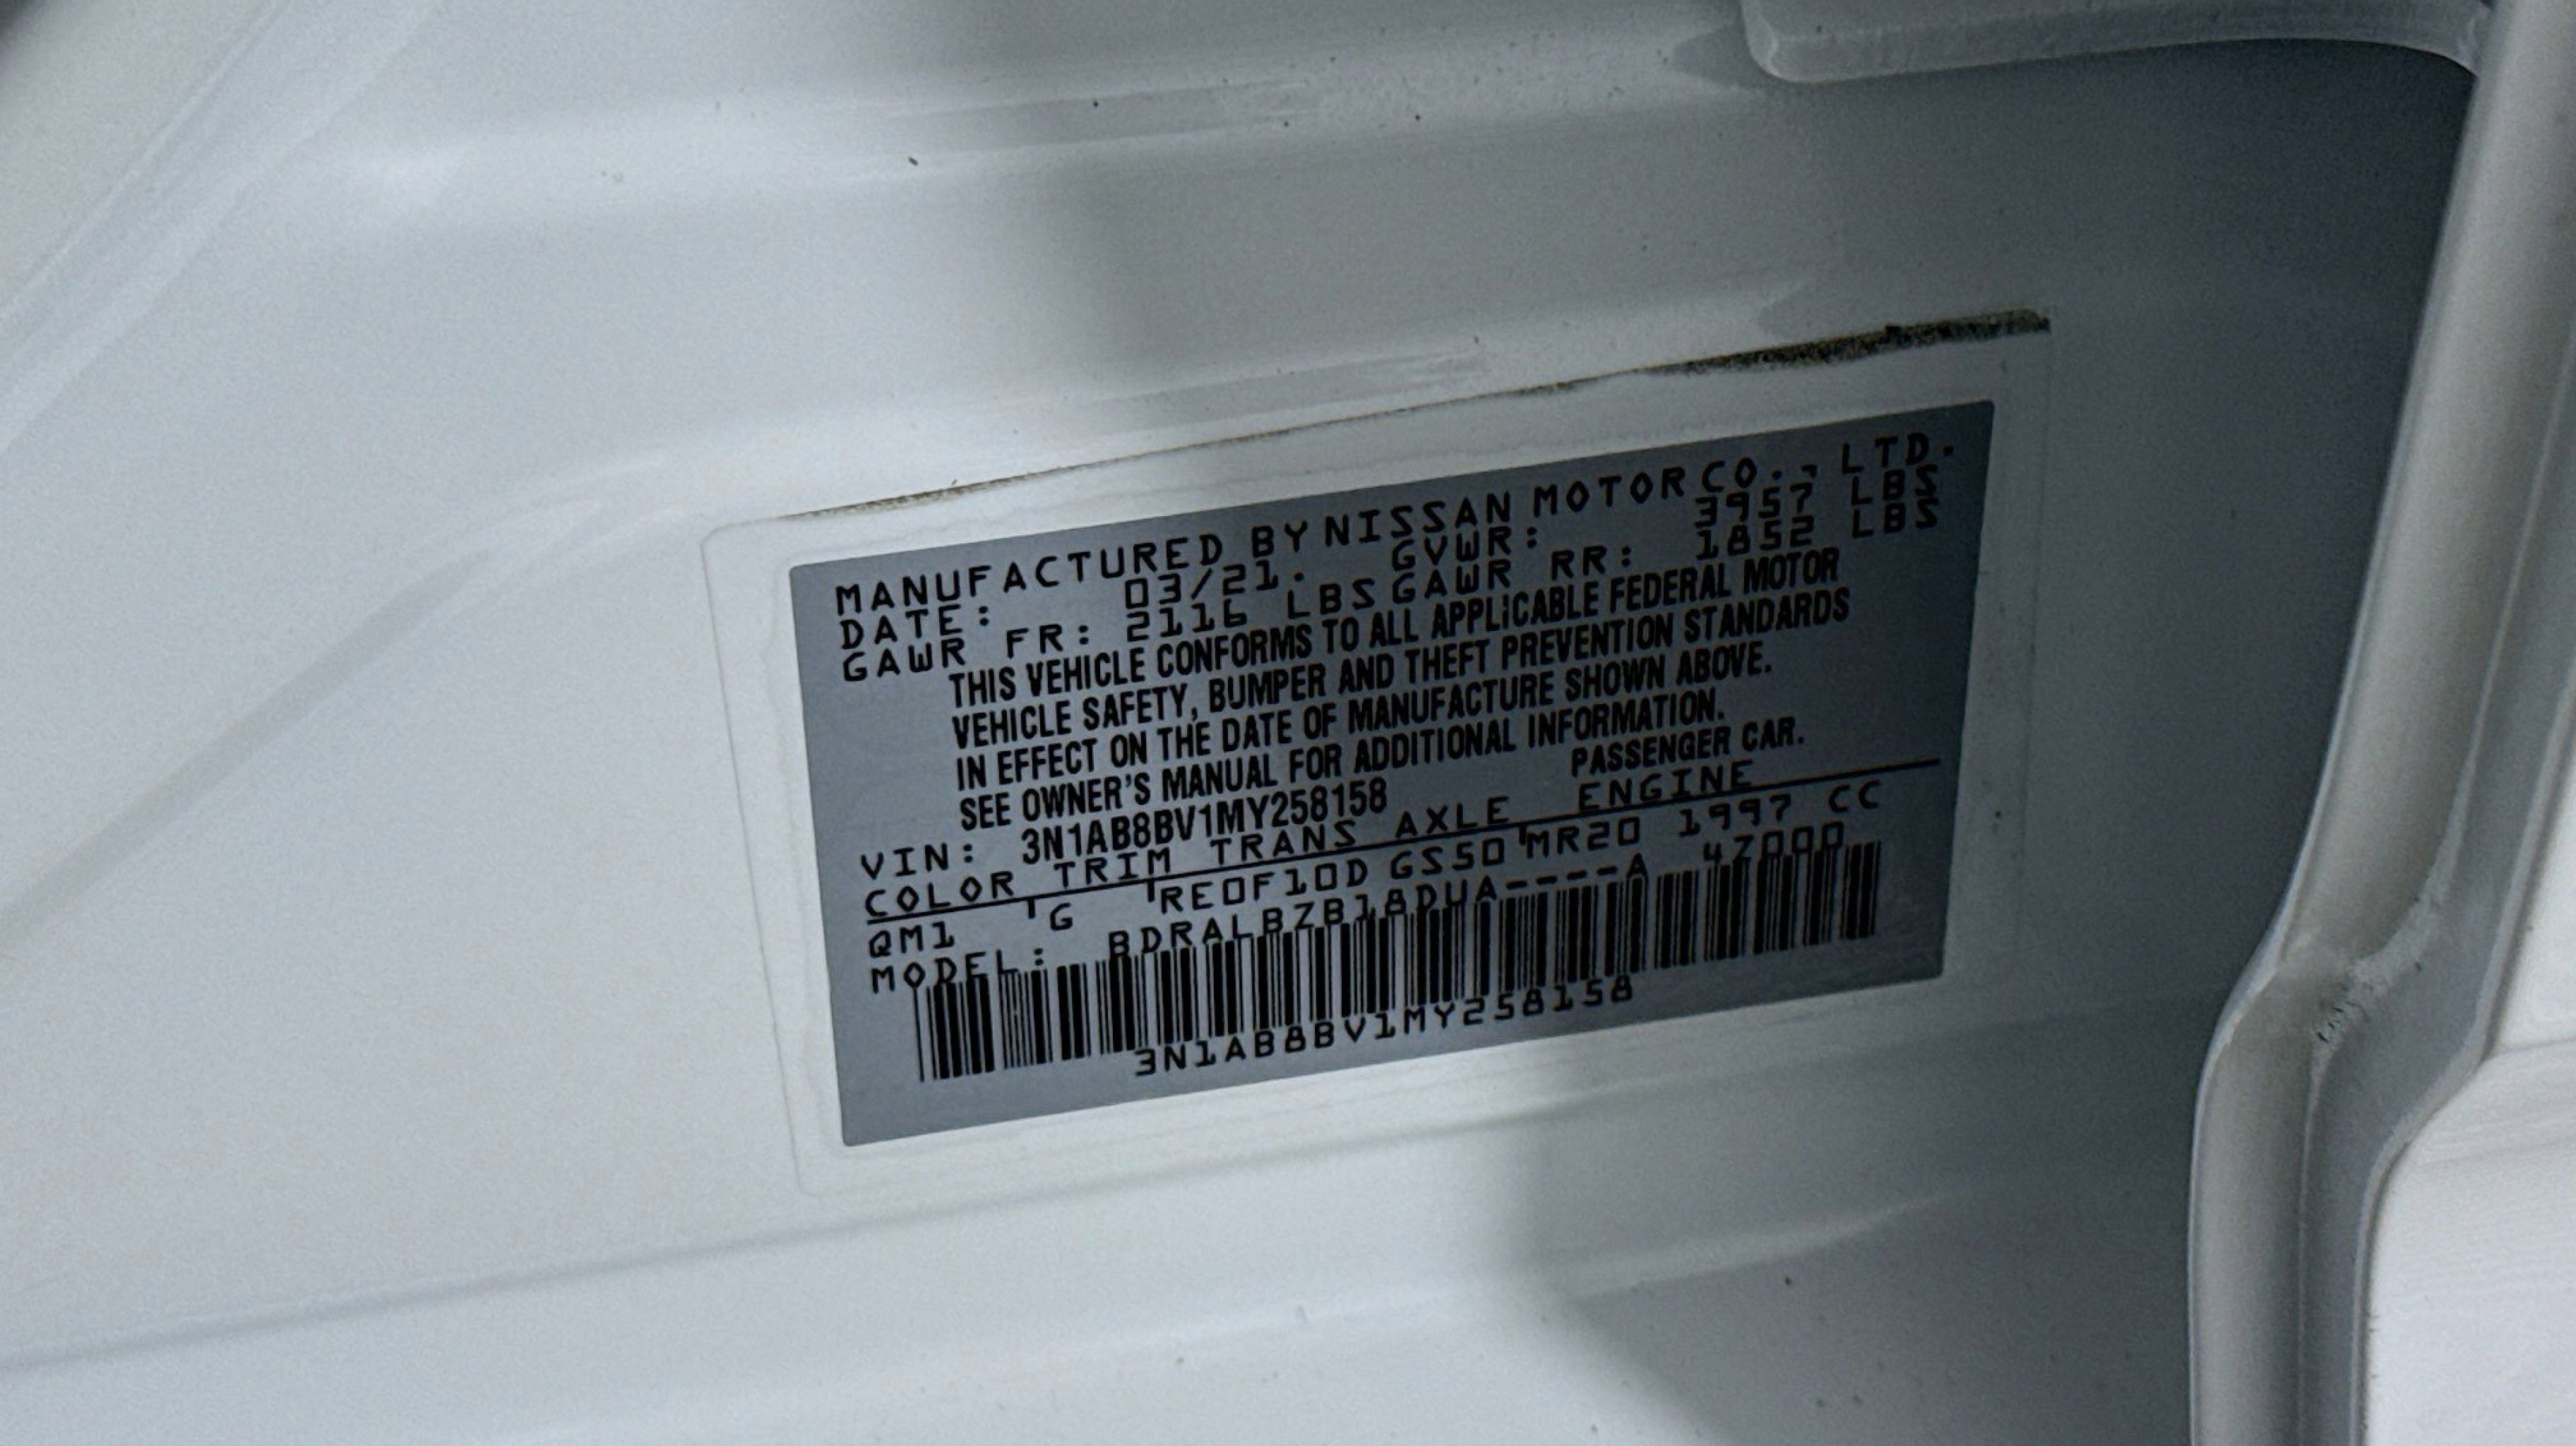 MANUFACTURED BY NISSAN MOTOR CO., LTD.
DATE: 03/21. GVWR: 3957 LBS
GAWR FR: 2116 LBS GAWR RR: 1852 LBS
THIS VEHICLE CONFORMS TO ALL APPLICABLE FEDERAL MOTOR
VEHICLE SAFETY, BUMPER AND THEFT PREVENTION STANDARDS
IN EFFECT ON THE DATE OF MANUFACTURE SHOWN ABOVE.
SEE OWNER'S MANUAL FOR ADDITIONAL INFORMATION.
VIN: 3N1AB8BV1MY258158 PASSENGER CAR.
COLOR TRIM TRANS AXLE ENGINE
QM1 G RE0F10D GS50 MR20 1997 CC
MODEL: BDRALBZB18DUA----A 47000
3N1AB8BV1MY258158